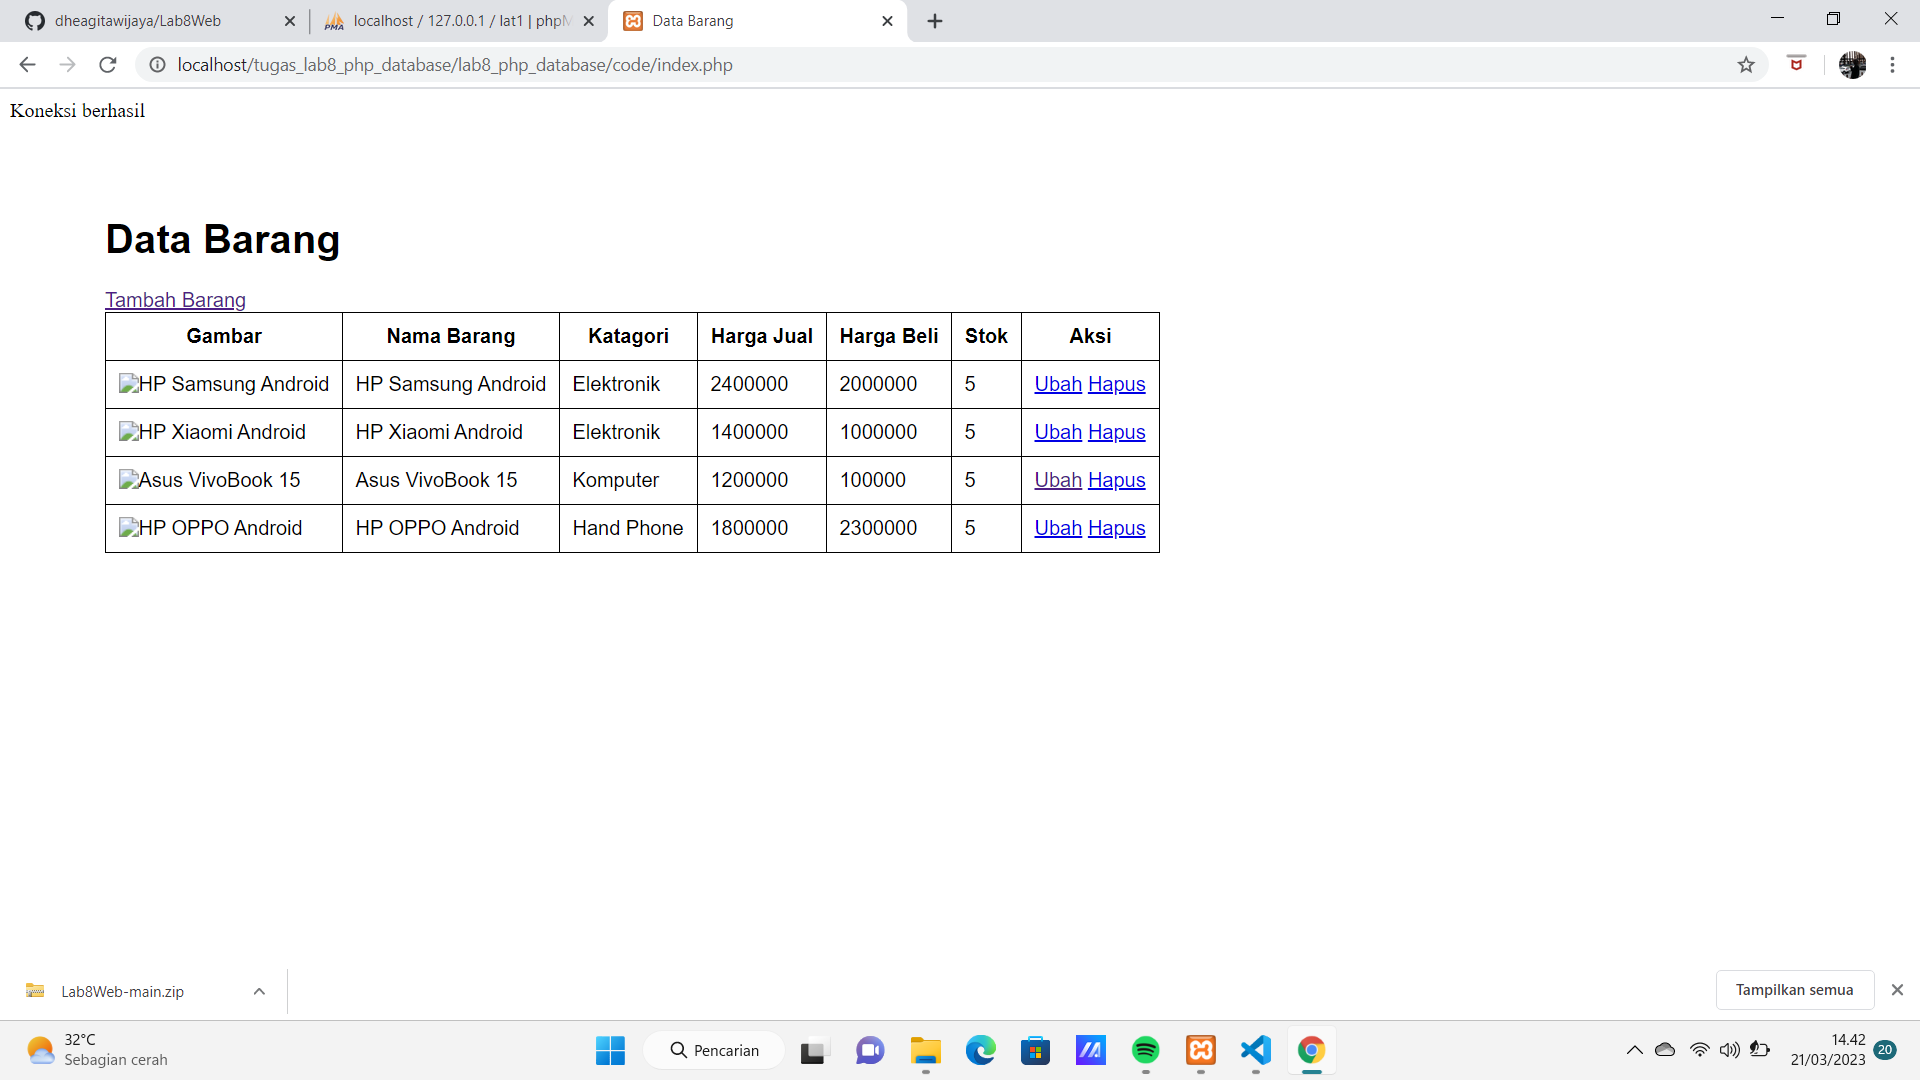 dheagitawijaya/Lab8Web
localhost / 127.0.0.1 / lat1 | phpM
Data Barang
localhost/tugas_lab8_php_database/lab8_php_database/code/index.php
Koneksi berhasil
Data Barang
Tambah Barang
Gambar Nama Barang Katagori Harga Jual Harga Beli Stok Aksi
HP Samsung Android HP Samsung Android Elektronik 2400000 2000000 5 Ubah Hapus
HP Xiaomi Android HP Xiaomi Android Elektronik 1400000 1000000 5 Ubah Hapus
Asus VivoBook 15 Asus VivoBook 15 Komputer 1200000 100000 5 Ubah Hapus
HP OPPO Android HP OPPO Android Hand Phone 1800000 2300000 5 Ubah Hapus
Lab8Web-main.zip
Tampilkan semua
32°C
Sebagian cerah
Pencarian
14.42
21/03/2023
20